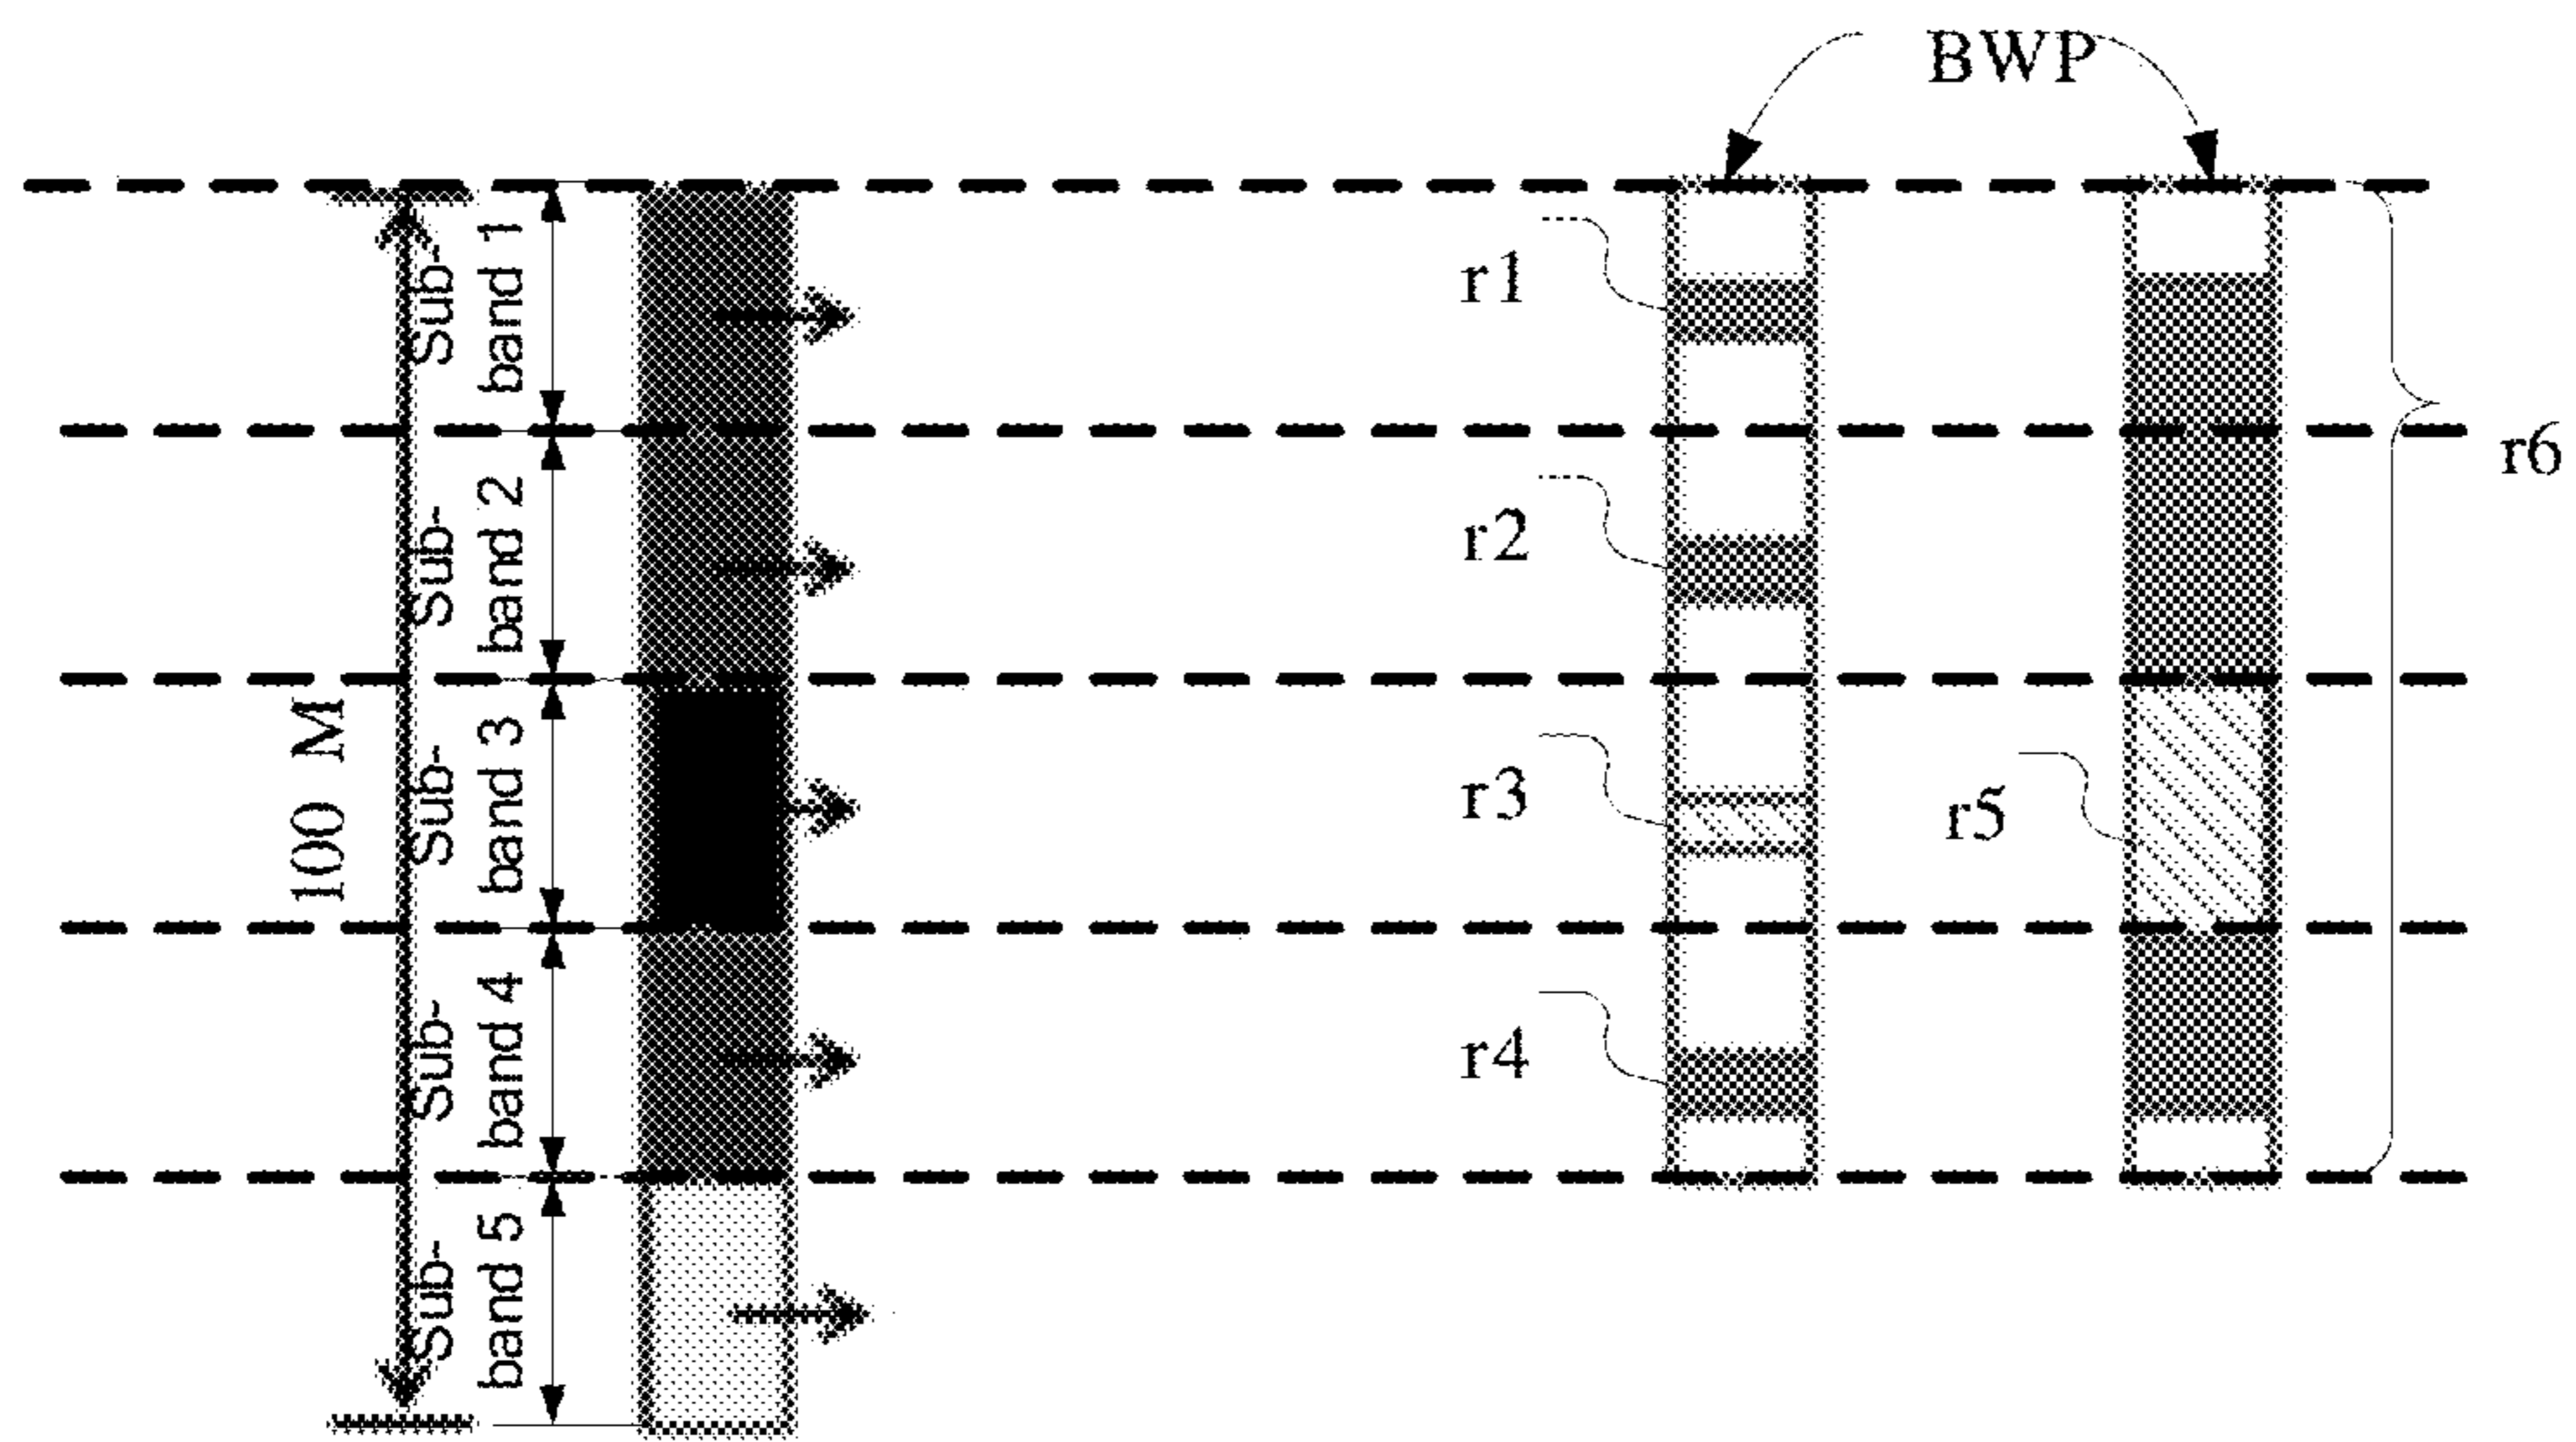 BWP
100 M
Sub-
band 1
Sub-
band 2
Sub-
band 3
Sub-
band 4
Sub-
band 5
r1
r2
r3
r4
r5
r6